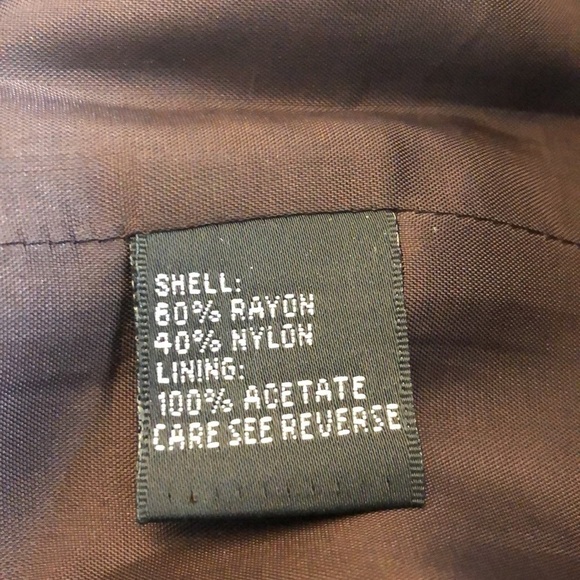 SHELL:
60% RAYON
40% NYLON
LINING:
100% ACETATE
CARE SEE REVERSE